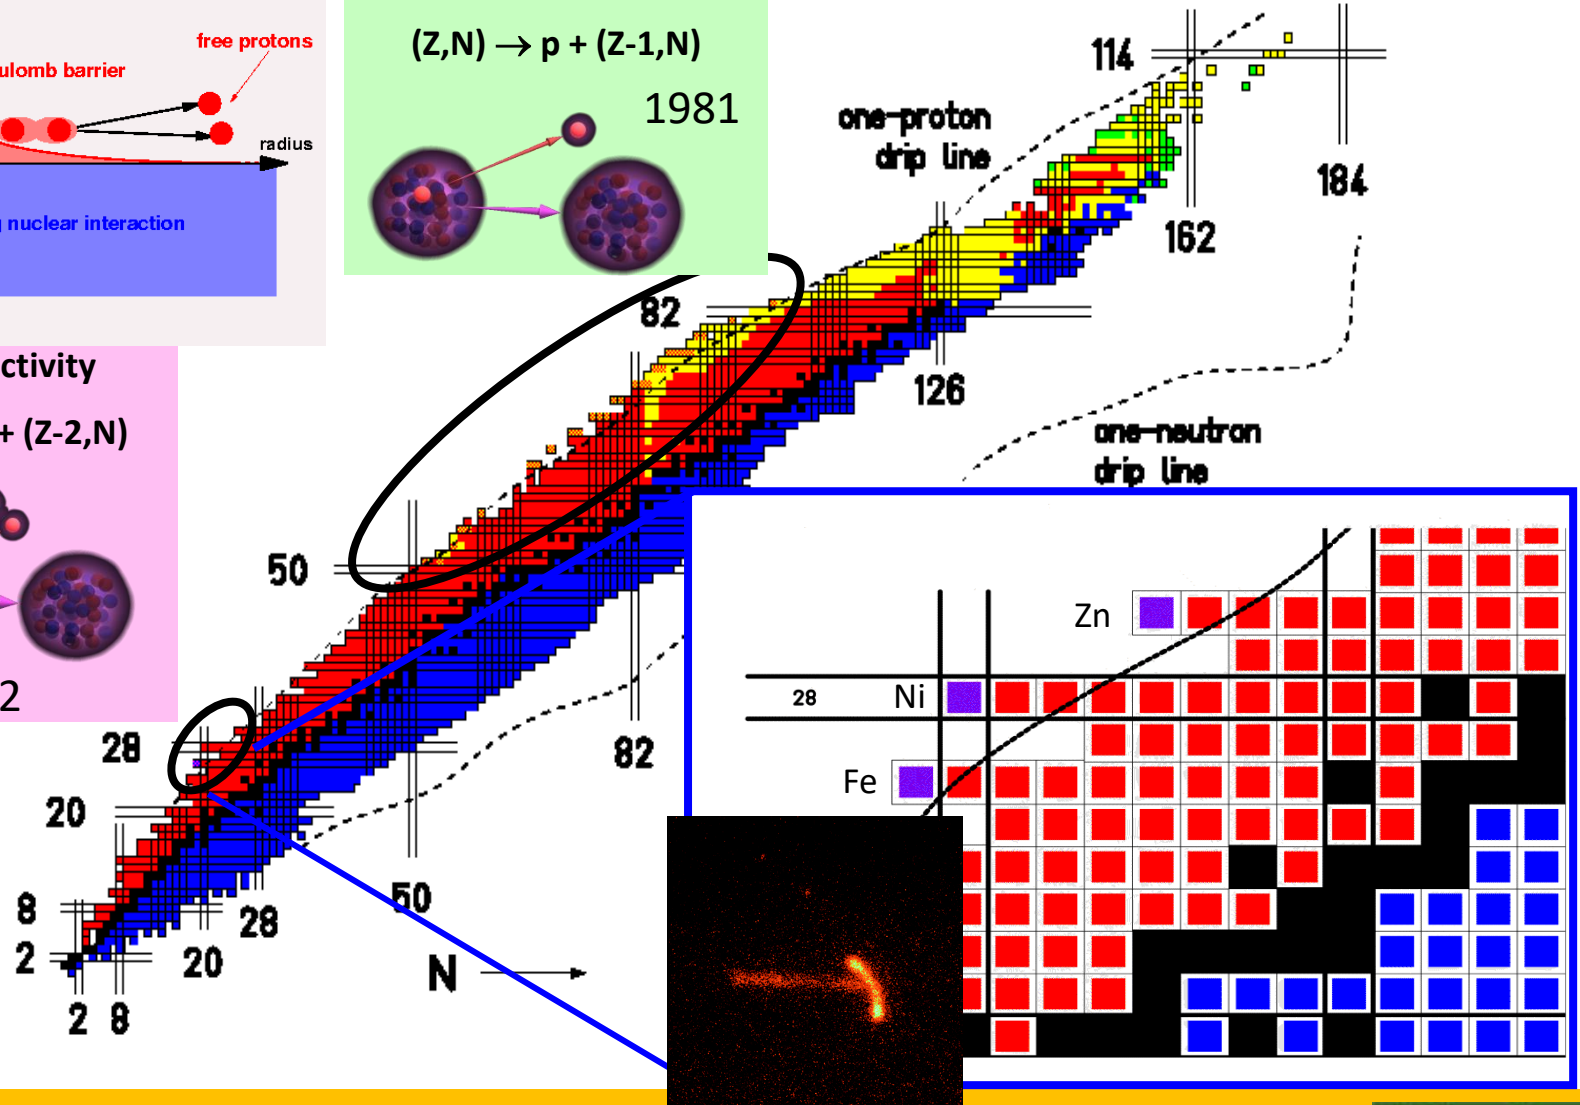 free protons
ulomb barrier
radius
nuclear interaction
(Z,N) → p + (Z-1,N)
1981
ctivity
+ (Z-2,N)
2
114
one-proton
drip line
184
162
82
126
one-neutron
drip line
50
28
82
20
50
8
28
2
20
N
2 8
Zn
28 Ni
Fe